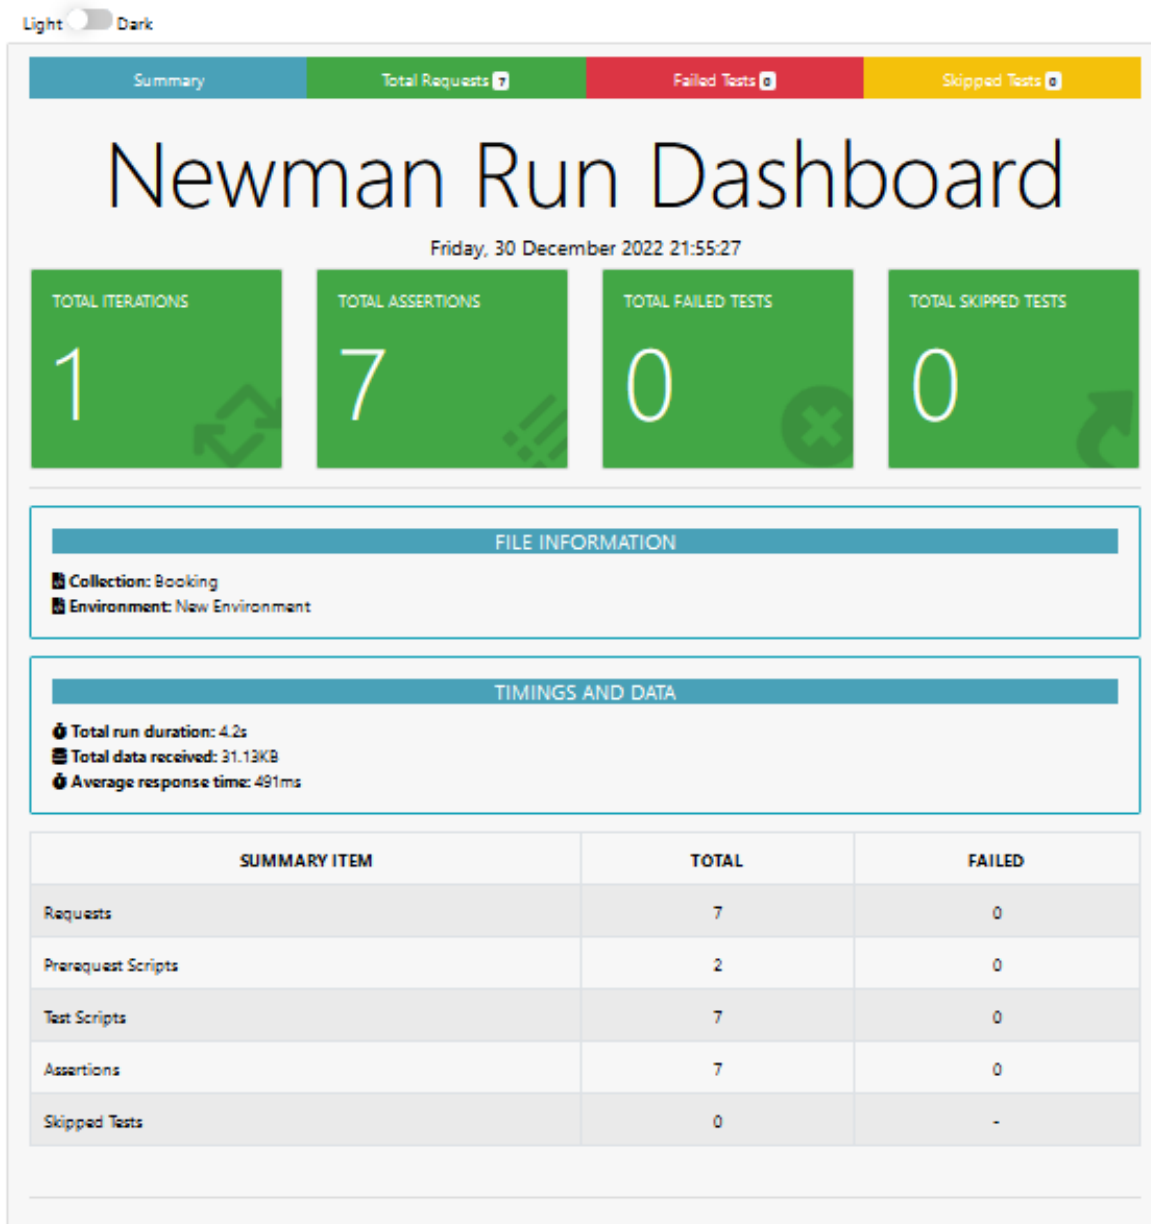 Light Dark
Summary Total Requests 7 Failed Tests 0 Skipped Tests 0
Newman Run Dashboard
Friday, 30 December 2022 21:55:27
TOTAL ITERATIONS TOTAL ASSERTIONS TOTAL FAILED TESTS TOTAL SKIPPED TESTS
1 7 0 0
FILE INFORMATION
Collection: Booking
Environment: New Environment
TIMINGS AND DATA
Total run duration: 4.2s
Total data received: 31.13KB
Average response time: 491ms
SUMMARY ITEM TOTAL FAILED
Requests 7 0
Prerequest Scripts 2 0
Test Scripts 7 0
Assertions 7 0
Skipped Tests 0 -